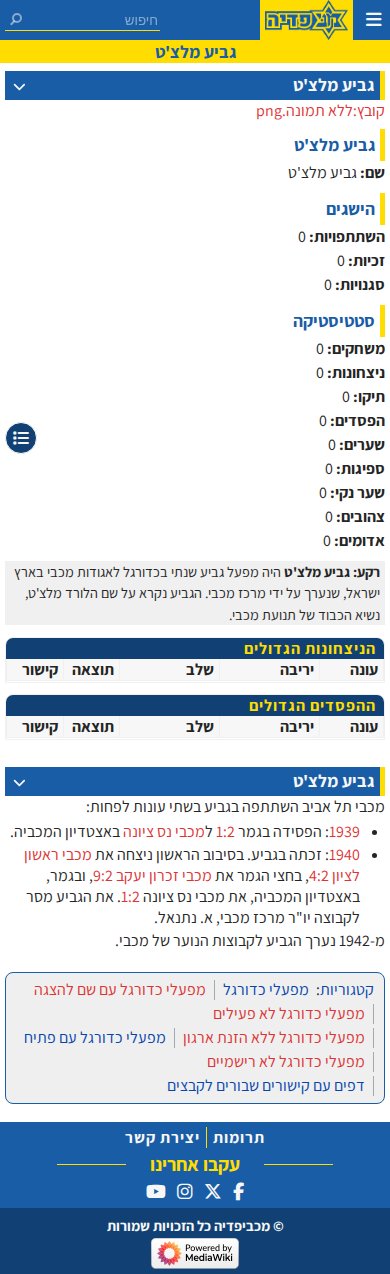 מכביפדיה
חיפוש
גביע מלצ'ט
גביע מלצ'ט
קובץ:ללא תמונה.png
גביע מלצ'ט
שם: גביע מלצ'ט
הישגים
השתתפויות: 0
זכיות: 0
סגנויות: 0
סטטיסטיקה
משחקים: 0
ניצחונות: 0
תיקו: 0
הפסדים: 0
שערים: 0
ספיגות: 0
שער נקי: 0
צהובים: 0
אדומים: 0
רקע: גביע מלצ'ט היה מפעל גביע שנתי בכדורגל לאגודות מכבי בארץ
ישראל, שנערך על ידי מרכז מכבי. הגביע נקרא על שם הלורד מלצ'ט,
נשיא הכבוד של תנועת מכבי.
הניצחונות הגדולים
עונה יריבה שלב תוצאה קישור
ההפסדים הגדולים
עונה יריבה שלב תוצאה קישור
גביע מלצ'ט
מכבי תל אביב השתתפה בגביע בשתי עונות לפחות:
1939: הפסידה בגמר 1:2 למכבי נס ציונה באצטדיון המכביה.
1940: זכתה בגביע. בסיבוב הראשון ניצחה את מכבי ראשון
לציון 4:2, בחצי הגמר את מכבי זכרון יעקב 9:2, ובגמר,
באצטדיון המכביה, את מכבי נס ציונה 1:2. את הגביע מסר
לקבוצה יו"ר מרכז מכבי, א. נתנאל.
מ-1942 נערך הגביע לקבוצות הנוער של מכבי.
קטגוריות: מפעלי כדורגל | מפעלי כדורגל עם שם להצגה
| מפעלי כדורגל לא פעילים
| מפעלי כדורגל ללא הזנת ארגון | מפעלי כדורגל עם פתיח
| מפעלי כדורגל לא רישמיים
| דפים עם קישורים שבורים לקבצים
תרומות | יצירת קשר
עקבו אחרינו
© מכביפדיה כל הזכויות שמורות
Powered by
MediaWiki